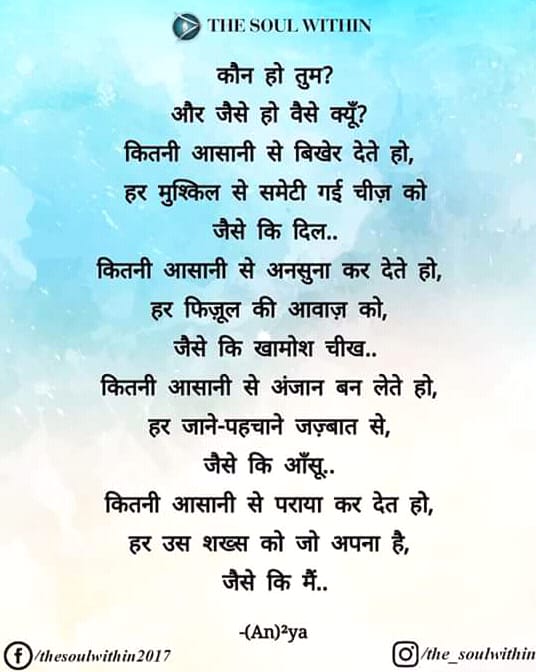 THE SOUL WITHIN
कौन हो तुम?
और जैसे हो वैसे क्यूँ?
कितनी आसानी से बिखेर देते हो,
हर मुश्किल से समेटी गई चीज़ को
जैसे कि दिल..
कितनी आसानी से अनसुना कर देते हो,
हर फिज़ूल की आवाज़ को,
जैसे कि खामोश चीख..
कितनी आसानी से अंजान बन लेते हो,
हर जाने-पहचाने जज़्बात से,
जैसे कि आँसू..
कितनी आसानी से पराया कर देत हो,
हर उस शख्स को जो अपना है,
जैसे कि मैं..
-(An)²ya
/thesoulwithin2017
/the_soulwithin